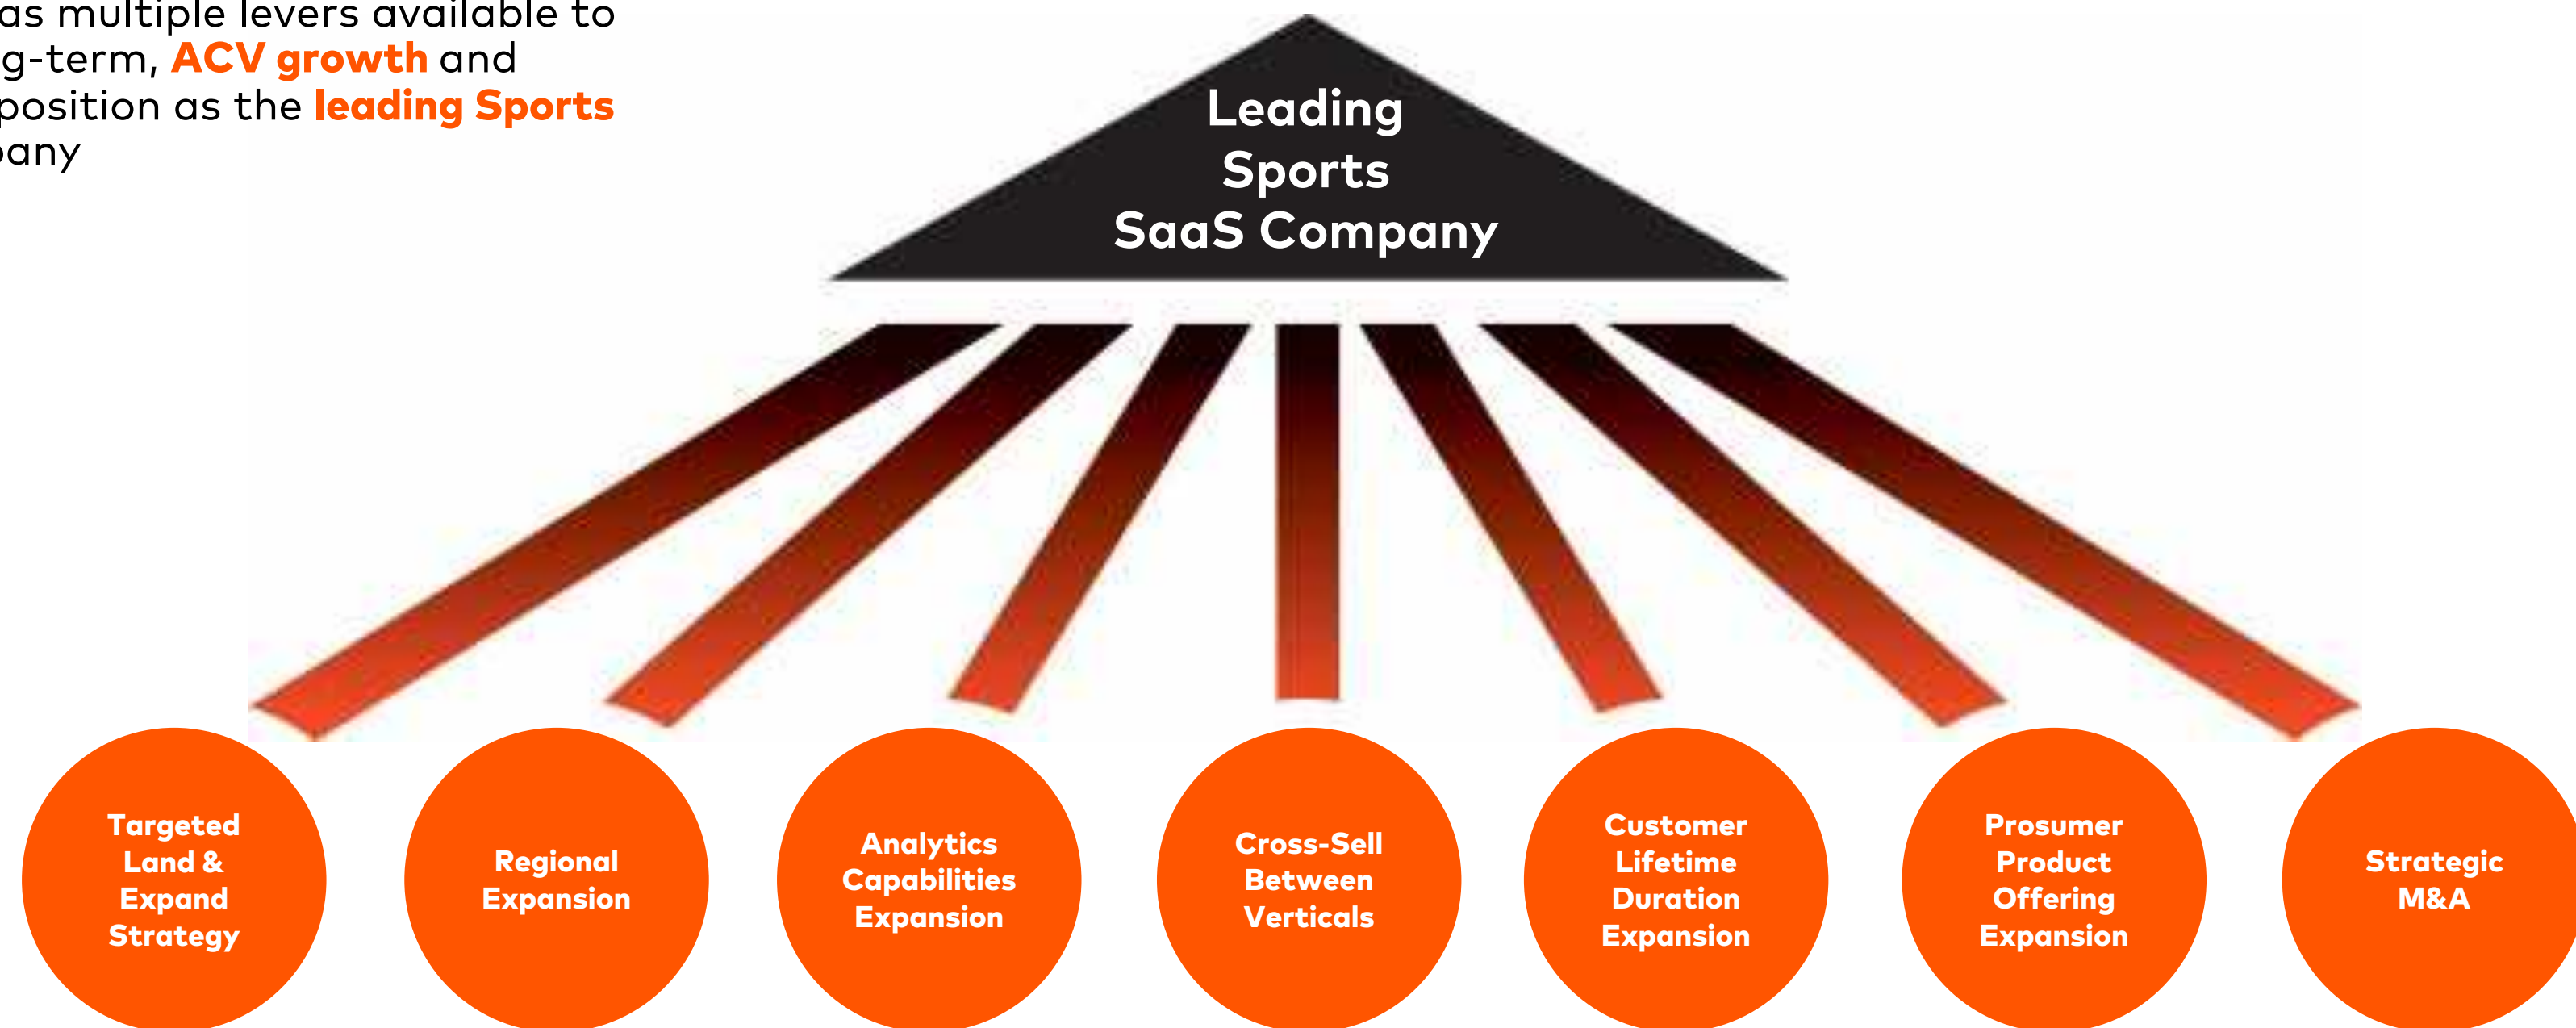 as multiple levers available to
g-term, ACV growth and
position as the leading Sports
pany
Leading
Sports
SaaS Company
Targeted
Land &
Expand
Strategy
Regional
Expansion
Analytics
Capabilities
Expansion
Cross-Sell
Between
Verticals
Customer
Lifetime
Duration
Expansion
Prosumer
Product
Offering
Expansion
Strategic
M&A